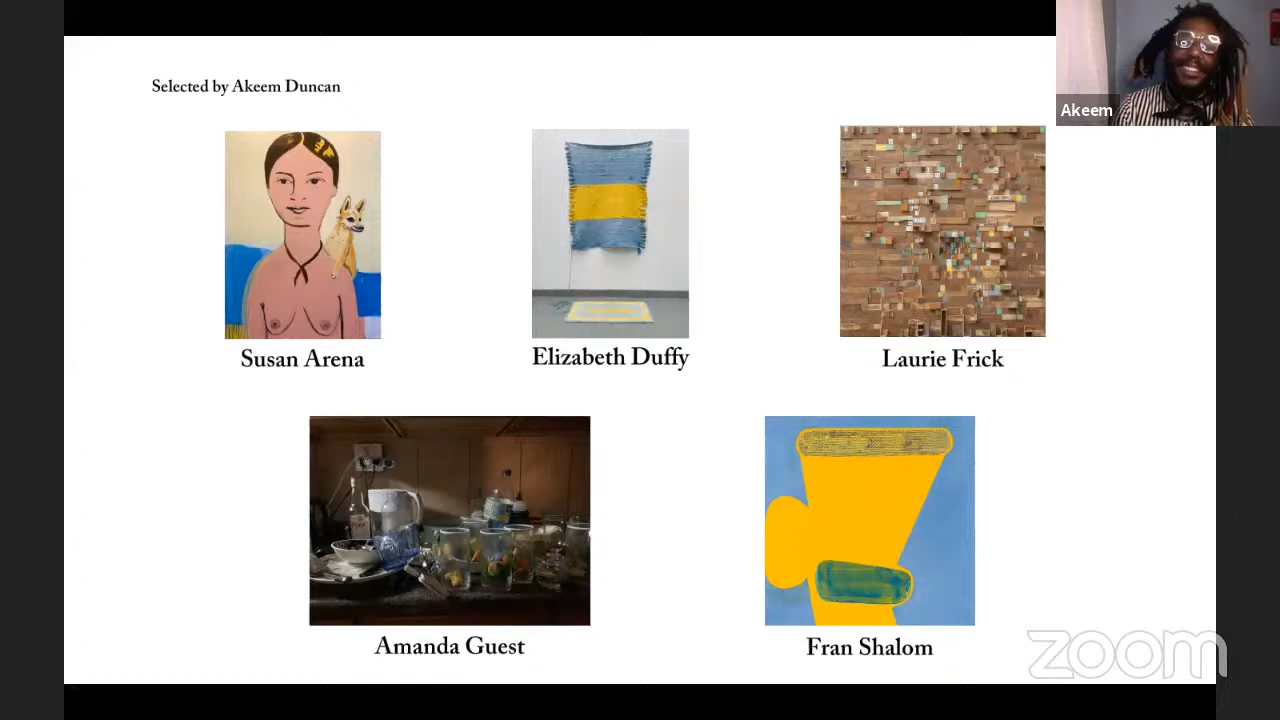 Selected by Akeem Duncan
Akeem
Susan Arena
Elizabeth Duffy
Laurie Frick
Amanda Guest
Fran Shalom
zoom